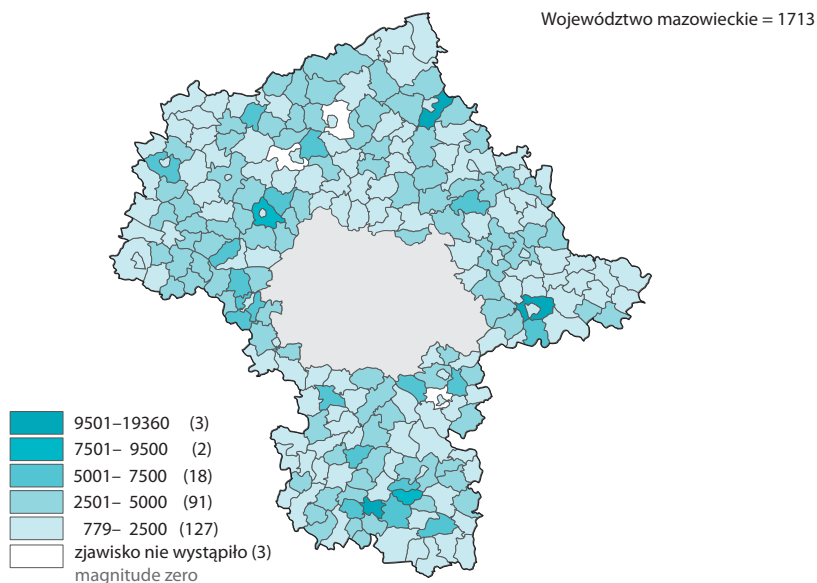 Województwo mazowieckie = 1713
9501–19360 (3)
7501– 9500 (2)
5001– 7500 (18)
2501– 5000 (91)
779– 2500 (127)
zjawisko nie wystąpiło (3)
magnitude zero